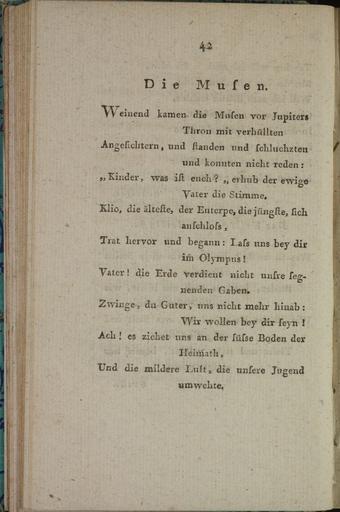 42
Die Muſen.
Weinend kamen die Muſen vor Jupiters
Thron mit verhüllten
Angeſichtern, und ſtanden und ſchluchzten
und konnten nicht reden:
„Kinder, was iſt euch? „ erhub der ewige
Vater die Stimme.
Klio, die älteſte, der Euterpe, die jüngſte, ſich
anſchloſs,
Trat hervor und begann: Laſs uns bey dir
im Olympus!
Vater! die Erde verdient nicht unſre ſeg-
nenden Gaben.
Zwinge, du Guter, uns nicht mehr hinab:
Wir wollen bey dir ſeyn!
Ach! es ziehet uns an der ſüſse Boden der
Heimath,
Und die mildere Luft, die unſere Jugend
umwehte.